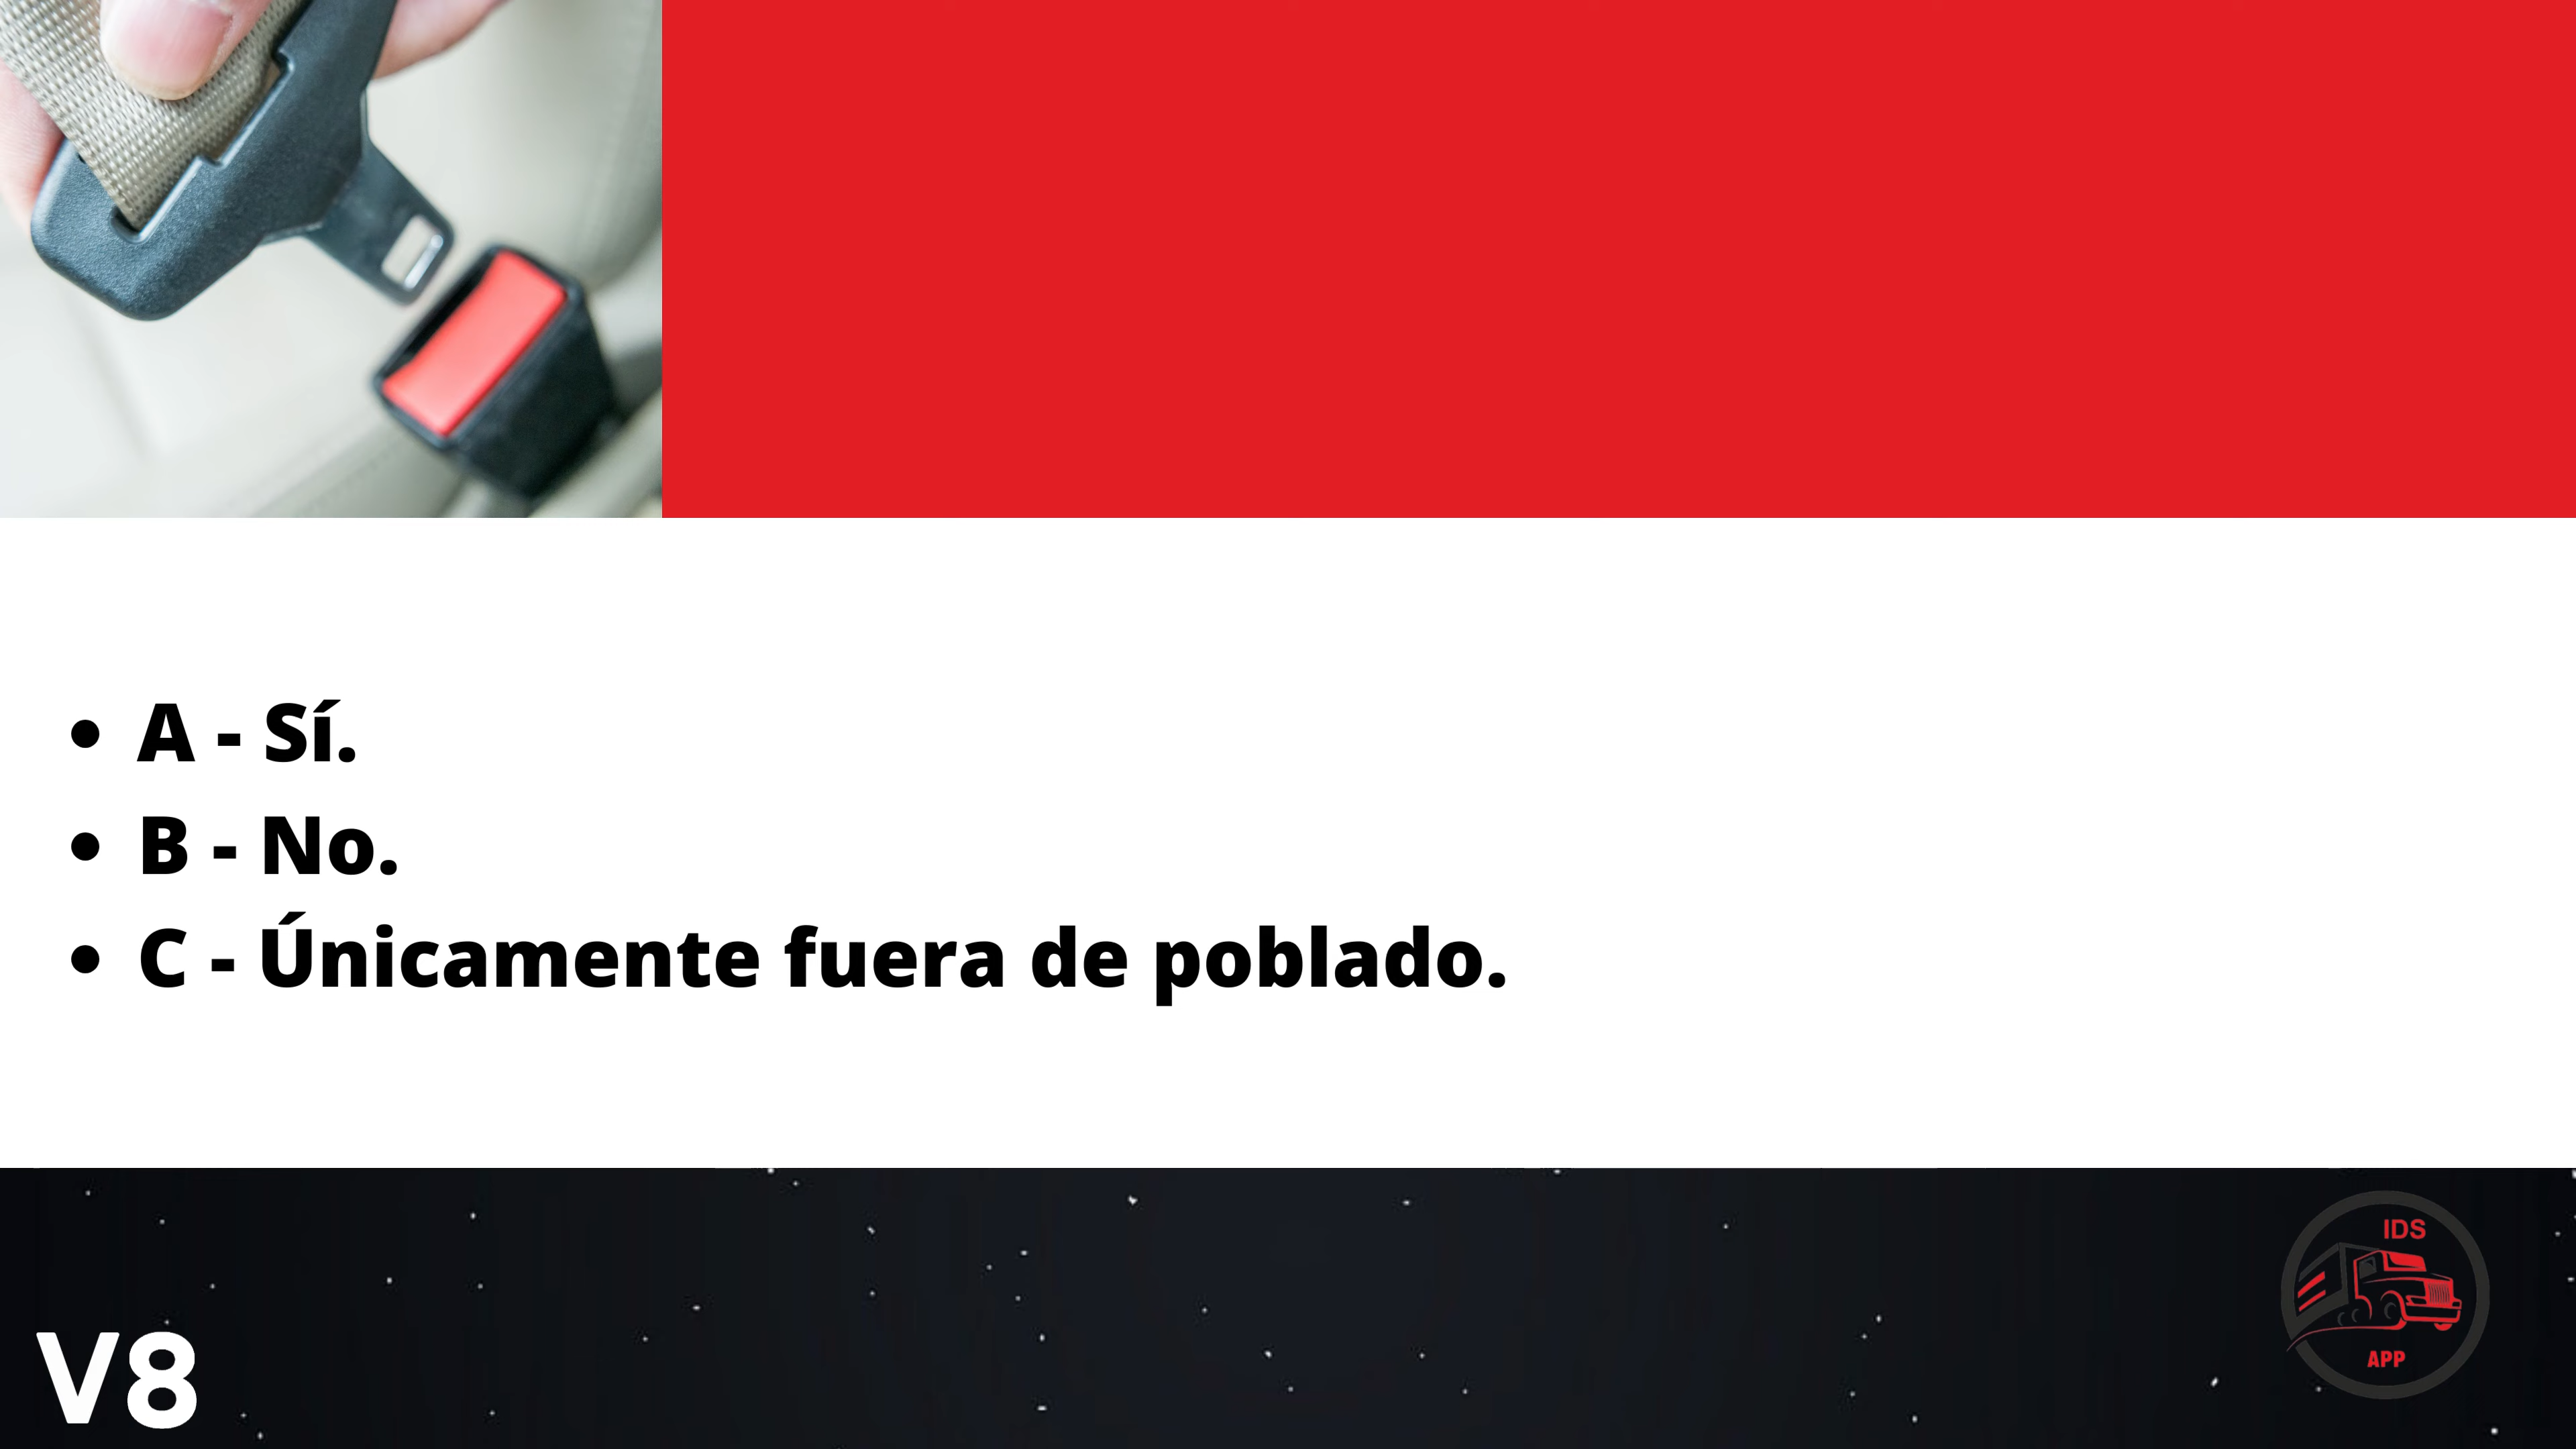 • A - Sí.
• B - No.
• C - Únicamente fuera de poblado.
V8
IDS
APP